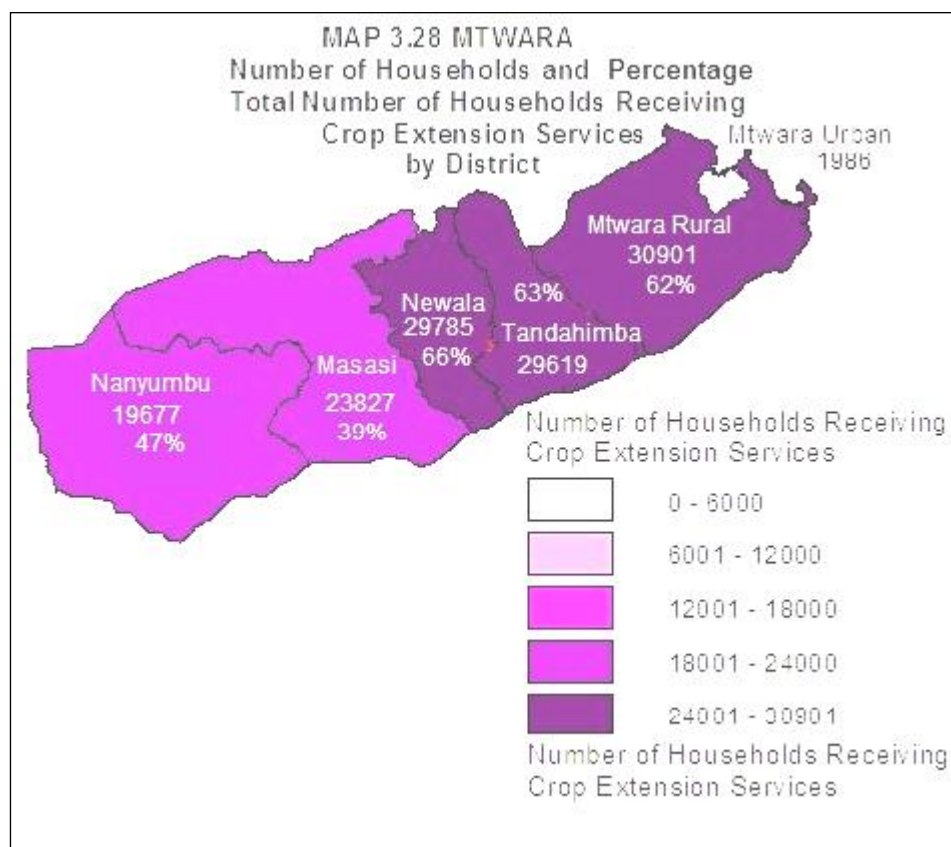 MAP 3.28 MTWARA
Number of Households and Percentage
Total Number of Households Receiving
Crop Extension Services
by District
Mtwara Urban
1986
Mtwara Rural
30901
62%
63%
Tandahimba
29619
Newala
29785
66%
Masasi
23827
39%
Nanyumbu
19677
47%
Number of Households Receiving
Crop Extension Services
0 - 6000
6001 - 12000
12001 - 18000
18001 - 24000
24001 - 30901
Number of Households Receiving
Crop Extension Services